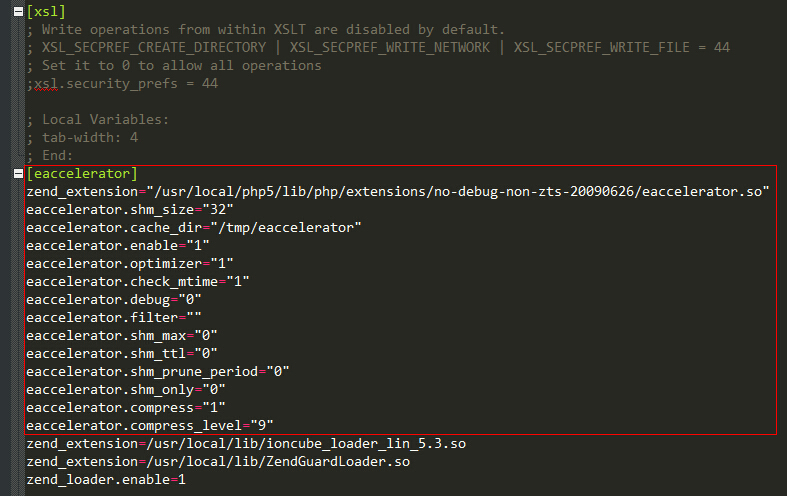 [xsl]
; Write operations from within XSLT are disabled by default.
; XSL_SECPREF_CREATE_DIRECTORY | XSL_SECPREF_WRITE_NETWORK | XSL_SECPREF_WRITE_FILE = 44
; Set it to 0 to allow all operations
;xsl.security_prefs = 44
; Local Variables:
; tab-width: 4
; End:
[eaccelerator]
zend_extension="/usr/local/php5/lib/php/extensions/no-debug-non-zts-20090626/eaccelerator.so"
eaccelerator.shm_size="32"
eaccelerator.cache_dir="/tmp/eaccelerator"
eaccelerator.enable="1"
eaccelerator.optimizer="1"
eaccelerator.check_mtime="1"
eaccelerator.debug="0"
eaccelerator.filter=""
eaccelerator.shm_max="0"
eaccelerator.shm_ttl="0"
eaccelerator.shm_prune_period="0"
eaccelerator.shm_only="0"
eaccelerator.compress="1"
eaccelerator.compress_level="9"
zend_extension=/usr/local/lib/ioncube_loader_lin_5.3.so
zend_extension=/usr/local/lib/ZendGuardLoader.so
zend_loader.enable=1